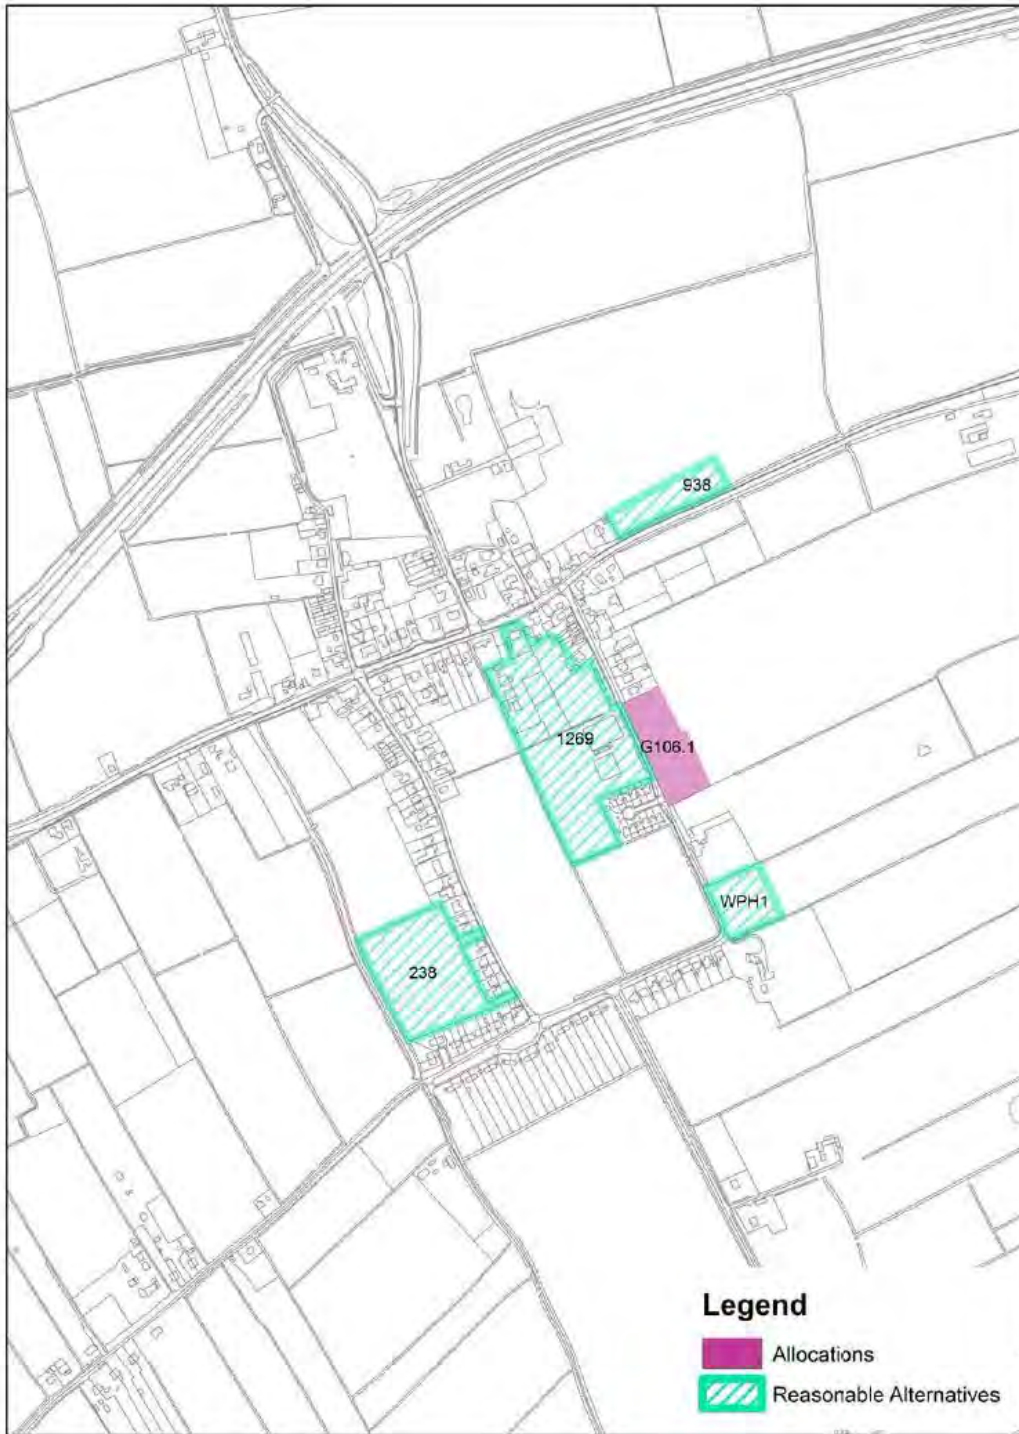 938
1269
G106.1
WPH1
238
Legend
Allocations
Reasonable Alternatives